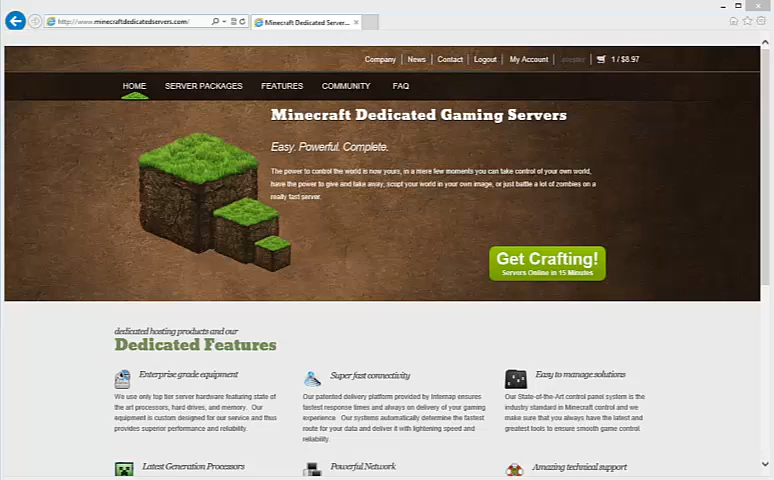 http://www.minecraftdedicatedservers.com/
Minecraft Dedicated Server...
Company News Contact Logout My Account 1 / $8.97
HOME SERVER PACKAGES FEATURES COMMUNITY FAQ
Minecraft Dedicated Gaming Servers
Easy. Powerful. Complete.
The power to control the world is now yours, in a mere few moments you can take control of your own world,
have the power to give and take away, sculpt your world in your own image, or just battle a lot of zombies on a
really fast server.
Get Crafting!
Servers Online in 15 Minutes
dedicated hosting products and our
Dedicated Features
Enterprise grade equipment
We use only top tier server hardware featuring state of
the art processors, hard drives, and memory. Our
equipment is custom designed for our service and thus
provides superior performance and reliability.
Super fast connectivity
Our patented delivery platform provided by Internap ensures
fastest response times and always on delivery of your gaming
experience. Our systems automatically determine the fastest
route for your data and deliver it with lightening speed and
reliability.
Easy to manage solutions
Our State-of-the-Art control panel system is the
industry standard in Minecraft control and we
make sure that you always have the latest and
greatest tools to ensure smooth game control
Latest Generation Processors
Powerful Network
Amazing technical support